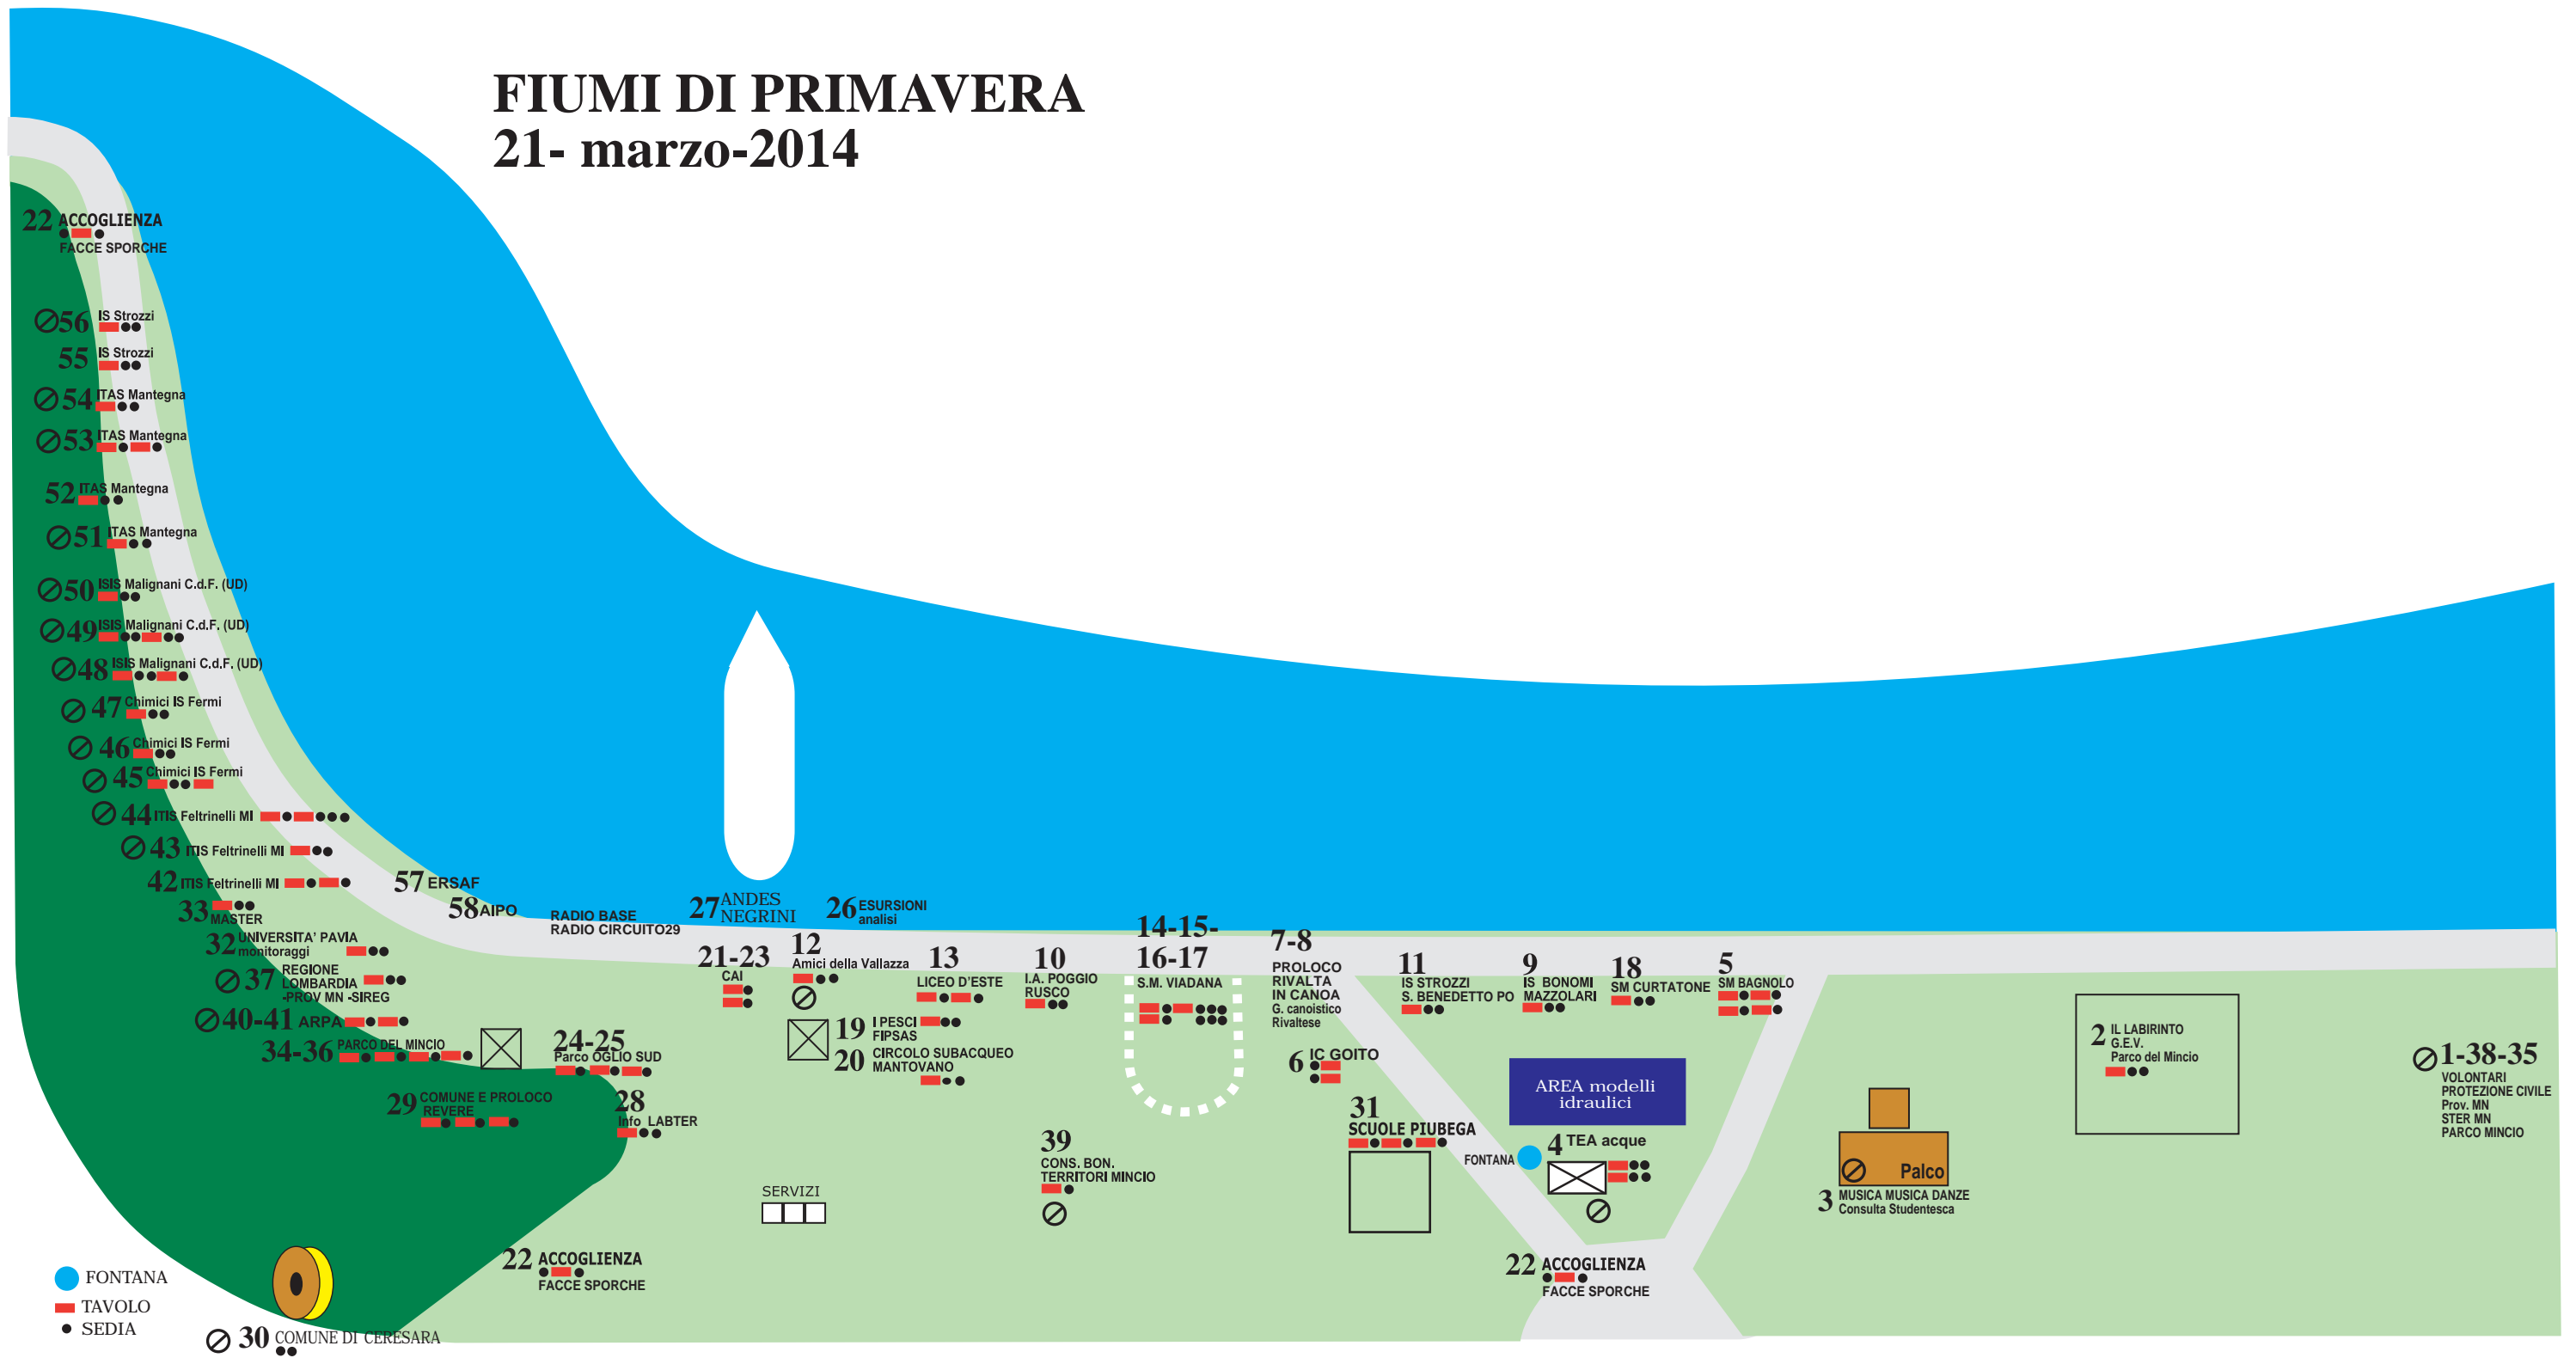 FIUMI DI PRIMAVERA
21- marzo-2014
22 ACCOGLIENZA
FACCE SPORCHE
56 IS Strozzi
55 IS Strozzi
54 ITAS Mantegna
53 ITAS Mantegna
52 ITAS Mantegna
51 ITAS Mantegna
50 ISIS Malignani C.d.F. (UD)
49 ISIS Malignani C.d.F. (UD)
48 ISIS Malignani C.d.F. (UD)
47 Chimici IS Fermi
46 Chimici IS Fermi
45 Chimici IS Fermi
44 ITIS Feltrinelli MI
43 ITIS Feltrinelli MI
42 ITIS Feltrinelli MI
33 MASTER
32 UNIVERSITA' PAVIA
monitoraggi
37 REGIONE
LOMBARDIA
-PROV MN -SIREG
40-41 ARPA
34-36 PARCO DEL MINCIO
57 ERSAF
58 AIPO
RADIO BASE
RADIO CIRCUITO29
24-25
Parco OGLIO SUD
29 COMUNE E PROLOCO
REVERE
28
Info LABTER
27 ANDES
NEGRINI
26 ESURSIONI
analisi
21-23
CAI
12
Amici della Vallazza
19 I PESCI
FIPSAS
20 CIRCOLO SUBACQUEO
MANTOVANO
13
LICEO D'ESTE
10
I.A. POGGIO
RUSCO
14-15-
16-17
S.M. VIADANA
7-8
PROLOCO
RIVALTA
IN CANOA
G. canoistico
Rivaltese
6 IC GOITO
11
IS STROZZI
S. BENEDETTO PO
9
IS BONOMI
MAZZOLARI
18
SM CURTATONE
5
SM BAGNOLO
AREA modelli
idraulici
31
SCUOLE PIUBEGA
FONTANA
4 TEA acque
39
CONS. BON.
TERRITORI MINCIO
SERVIZI
2 IL LABIRINTO
G.E.V.
Parco del Mincio
1-38-35
VOLONTARI
PROTEZIONE CIVILE
Prov. MN
STER MN
PARCO MINCIO
Palco
3 MUSICA MUSICA DANZE
Consulta Studentesca
22 ACCOGLIENZA
FACCE SPORCHE
22 ACCOGLIENZA
FACCE SPORCHE
FONTANA
TAVOLO
SEDIA
30 COMUNE DI CERESARA